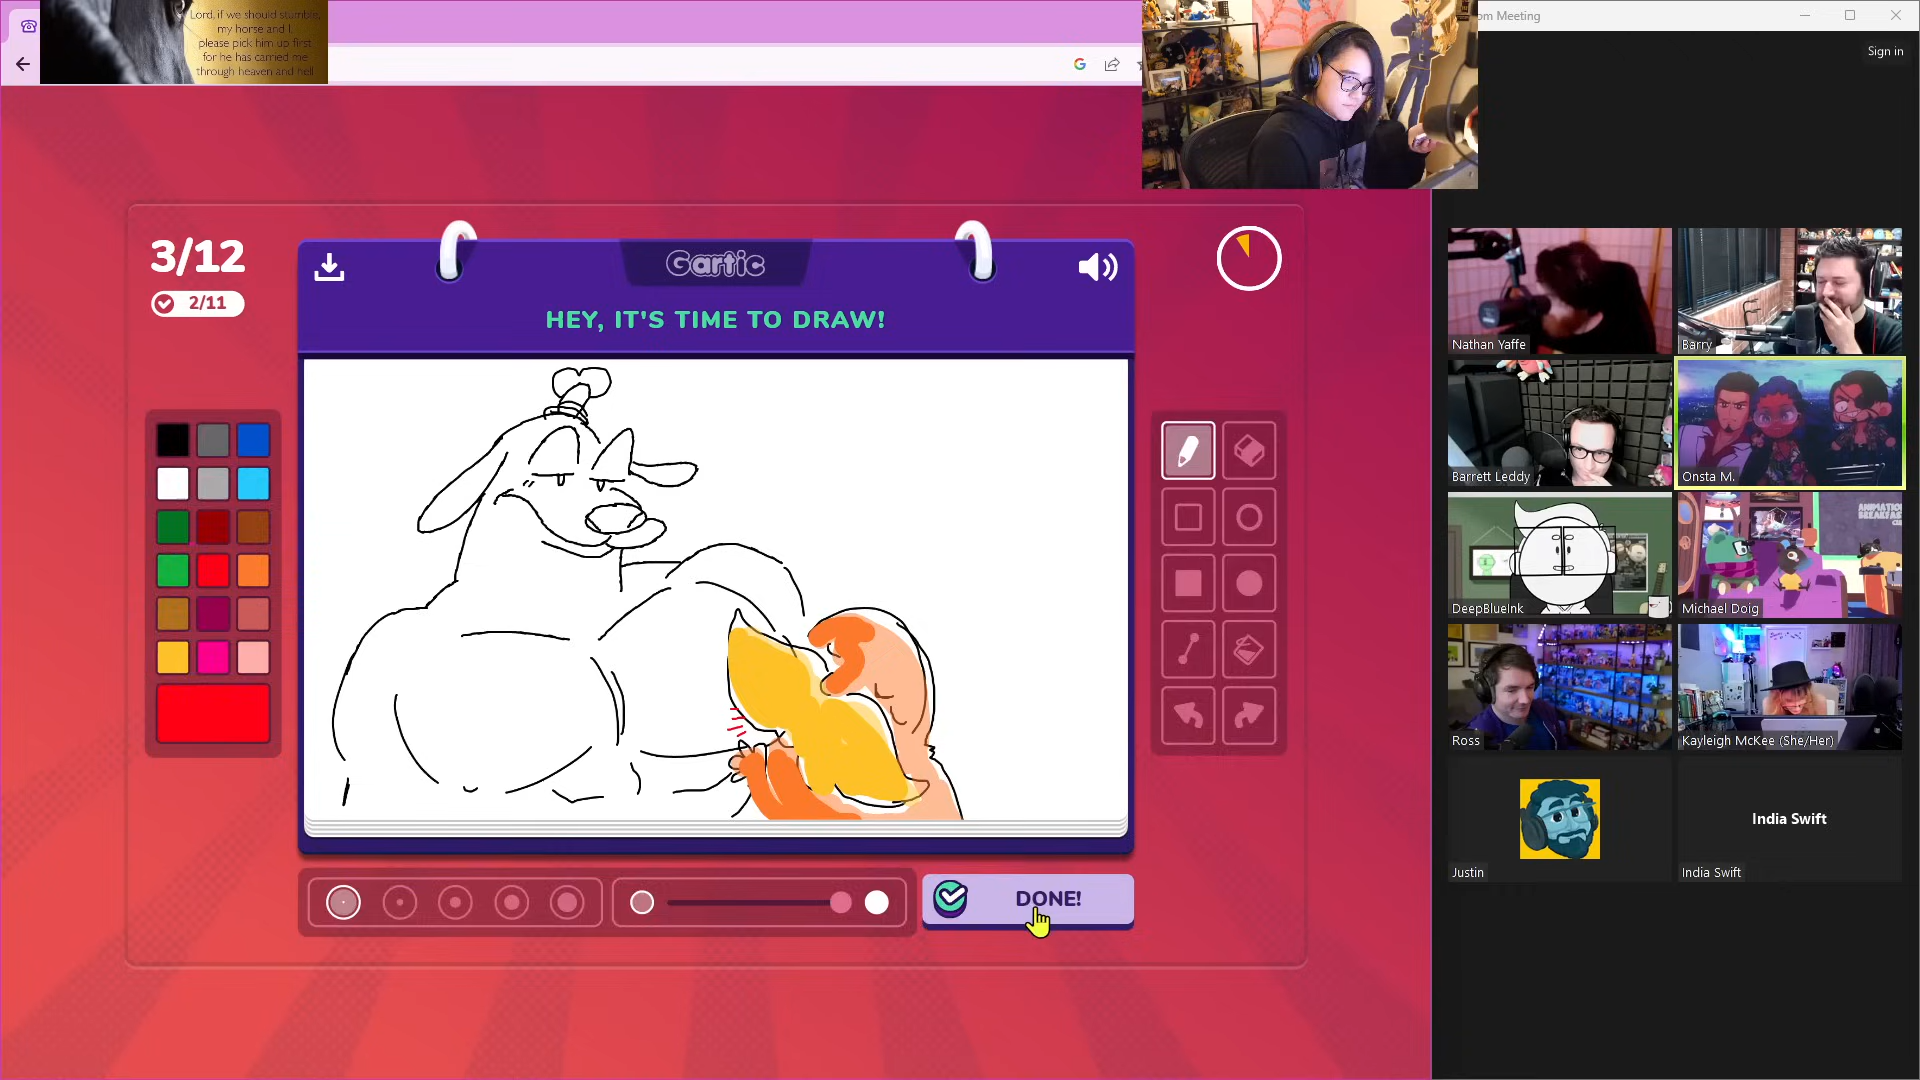 Lord, if we should stumble,
my horse and I,
please pick him up first
for he has carried me
through heaven and hell
om Meeting
Sign in
3/12
2/11
Gartic
HEY, IT'S TIME TO DRAW!
DONE!
Nathan Yaffe
Barry
Barrett Leddy
Onsta M.
DeepBlueInk
ANIMATION
BREAKFAST
Michael Doig
Ross
Kayleigh McKee (She/Her)
India Swift
Justin
India Swift